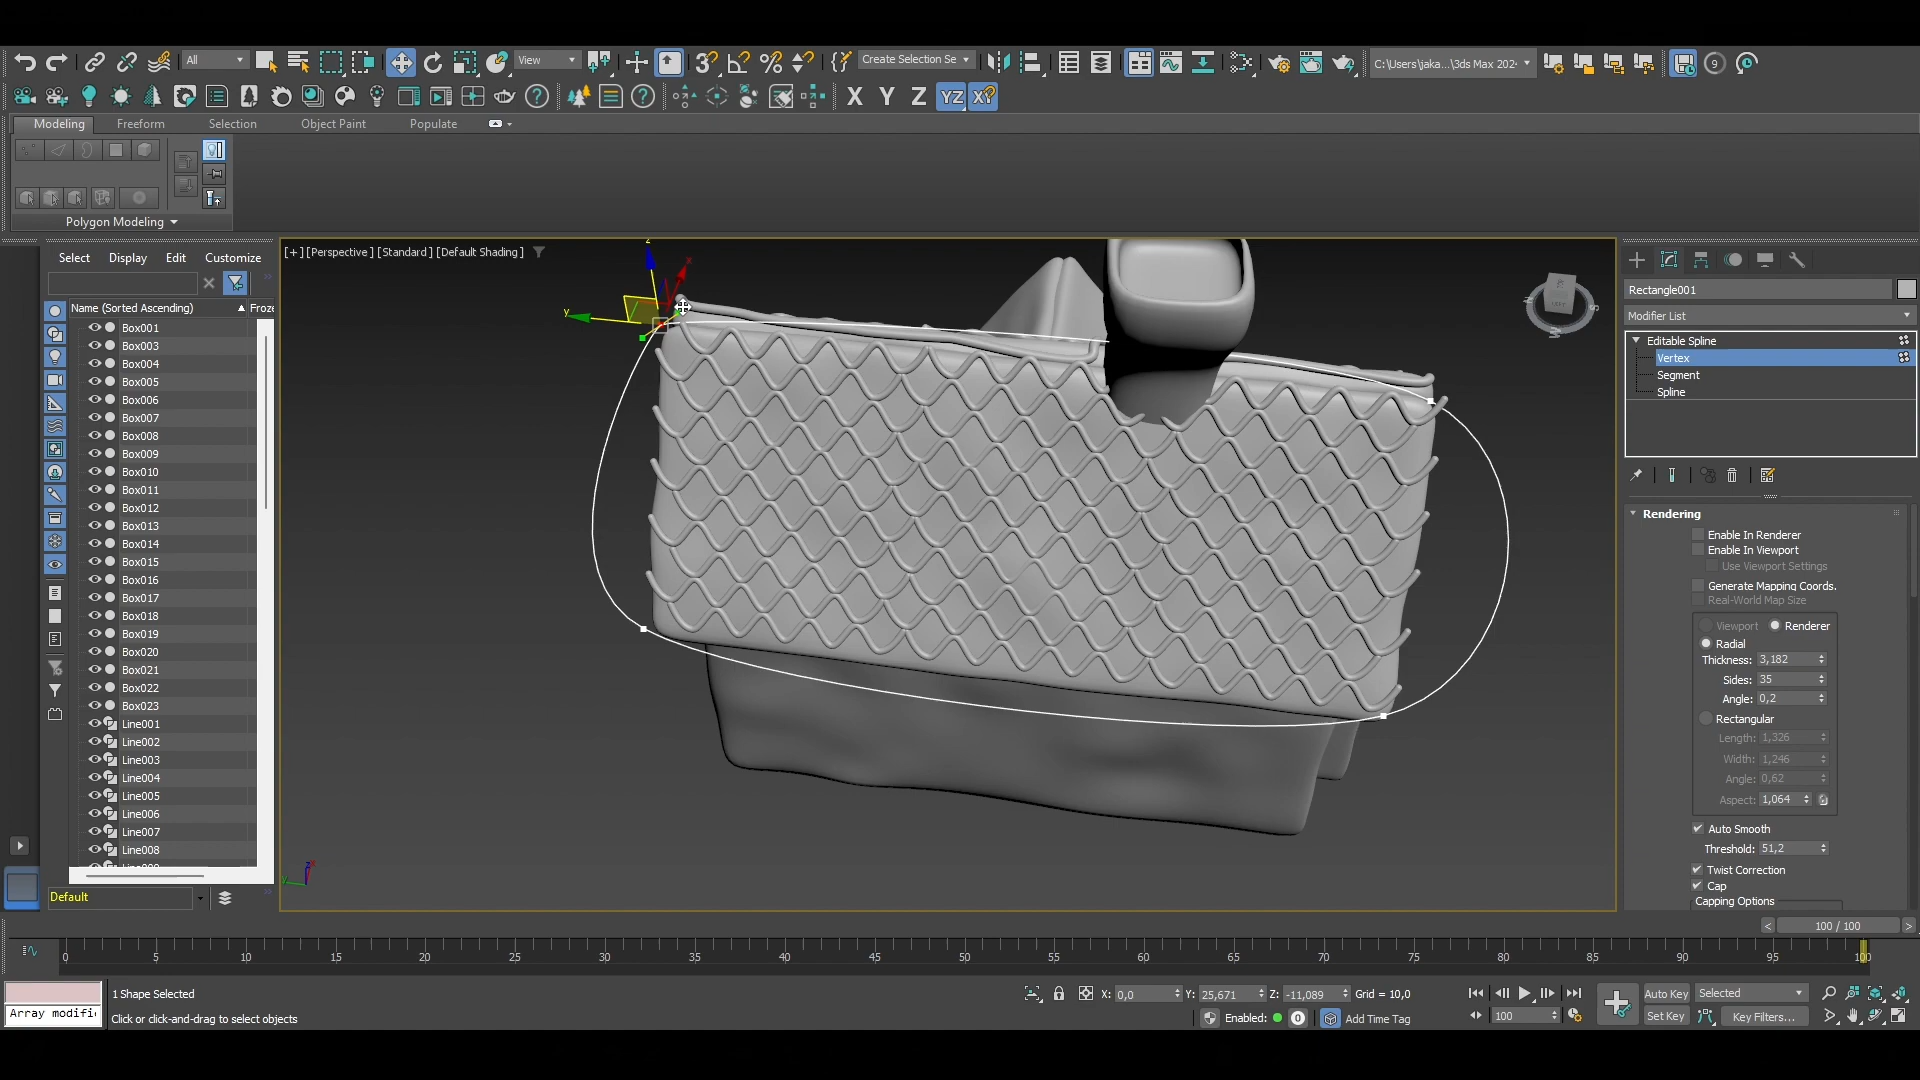 All
View
Create Selection Se
C:\Users\jaka...\3ds Max 202
9
X Y Z YZ XY
Modeling Freeform Selection Object Paint Populate
Polygon Modeling
Select Display Edit Customize
[+] [Perspective ] [Standard ] [Default Shading ]
Name (Sorted Ascending) Froze
Box001
Box003
Box004
Box005
Box006
Box007
Box008
Box009
Box010
Box011
Box012
Box013
Box014
Box015
Box016
Box017
Box018
Box019
Box020
Box021
Box022
Box023
Line001
Line002
Line003
Line004
Line005
Line006
Line007
Line008
Default
z
x
y
Rectangle001
Modifier List
Editable Spline
Vertex
Segment
Spline
Rendering
Enable In Renderer
Enable In Viewport
Use Viewport Settings
Generate Mapping Coords.
Real-World Map Size
Viewport Renderer
Radial
Thickness: 3,182
Sides: 35
Angle: 0,2
Rectangular
Length: 1,326
Width: 1,246
Angle: 0,62
Aspect: 1,064
Auto Smooth
Threshold: 51,2
Twist Correction
Cap
Capping Options
< 100 / 100 >
0 5 10 15 20 25 30 35 40 45 50 55 60 65 70 75 80 85 90 95 100
1 Shape Selected
X: 0,0 Y: 25,671 Z: -11,089 Grid = 10,0
Auto Key Selected
Array modifi
Click or click-and-drag to select objects
Enabled: 0 Add Time Tag
100
Set Key Key Filters...